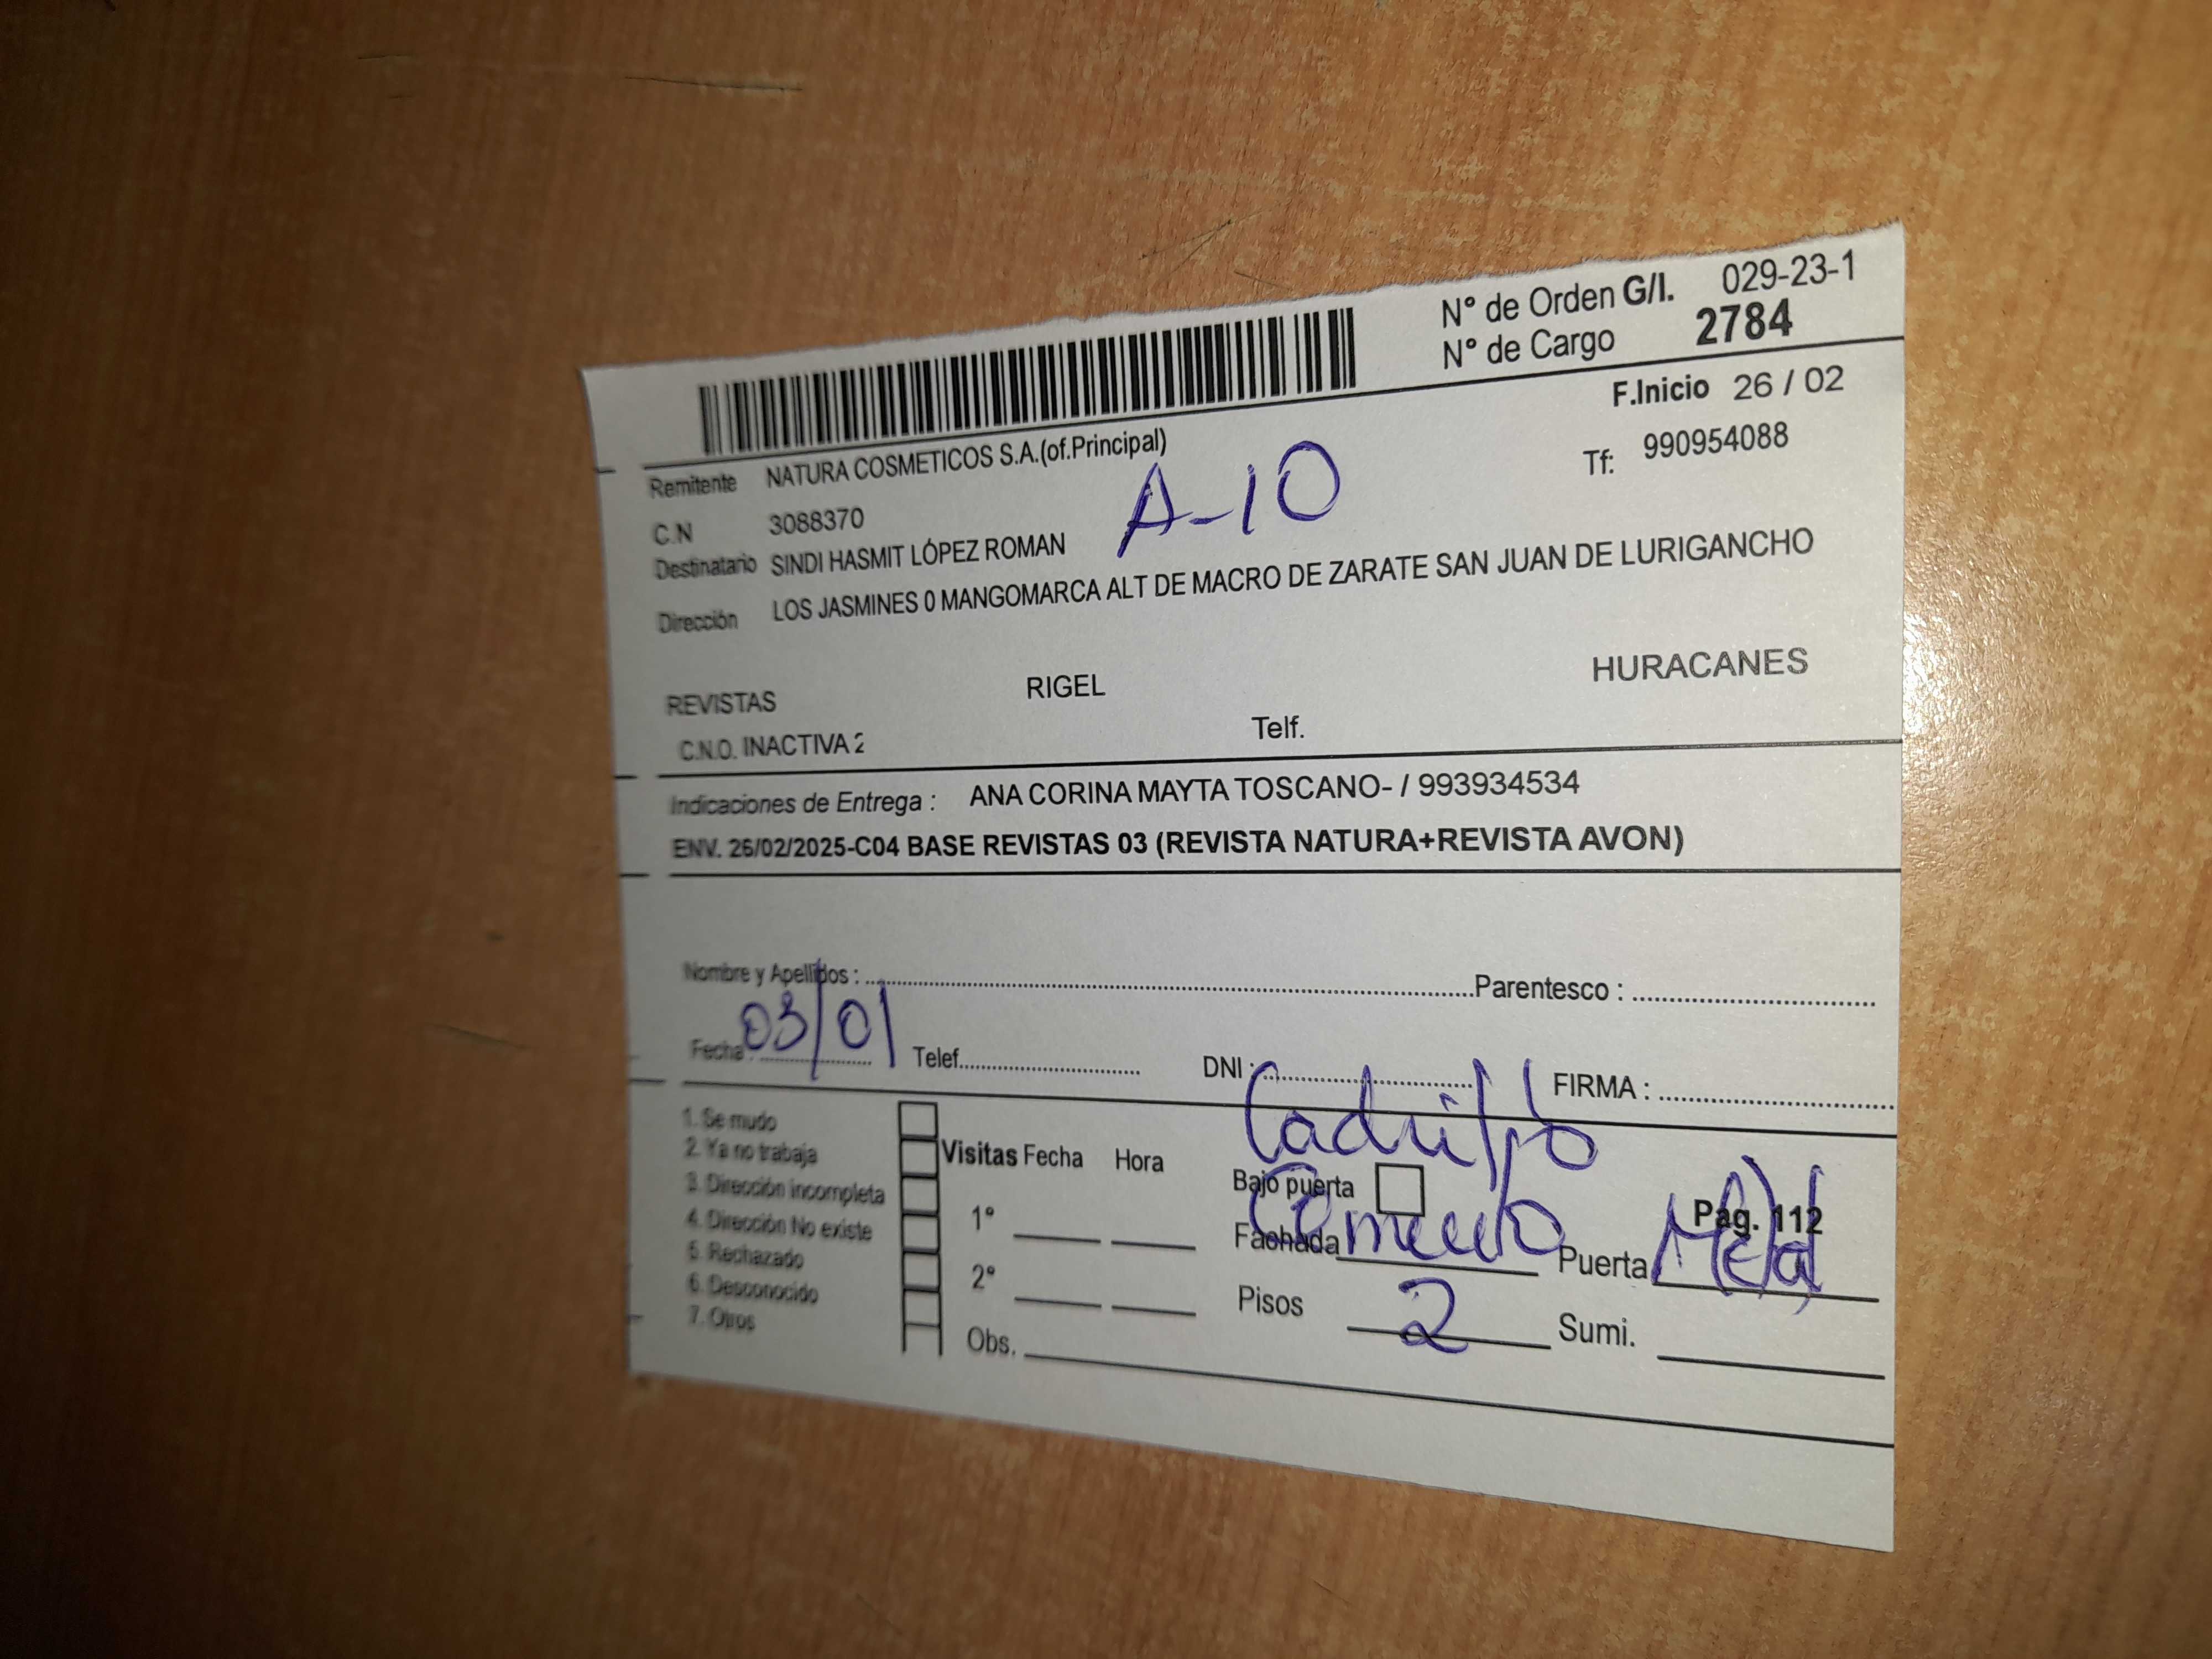 N° de Orden G/I. 029-23-1
N° de Cargo 2784
F.Inicio 26 / 02
Remitente NATURA COSMETICOS S.A.(of.Principal)
Tf: 990954088
C.N 3088370
A-10
Destinatario SINDI HASMIT LÓPEZ ROMAN
Dirección LOS JASMINES 0 MANGOMARCA ALT DE MACRO DE ZARATE SAN JUAN DE LURIGANCHO
REVISTAS RIGEL HURACANES
C.N.O. INACTIVA 2 Telf.
Indicaciones de Entrega : ANA CORINA MAYTA TOSCANO- / 993934534
ENV. 26/02/2025-C04 BASE REVISTAS 03 (REVISTA NATURA+REVISTA AVON)
Nombre y Apellidos : Parentesco :
Fecha : 03/01 Telef. DNI : FIRMA :
Ladrillo
1. Se mudo
2. Ya no trabaja
3. Dirección incompleta
4. Dirección No existe
5. Rechazado
6. Desconocido
7. Otros
Visitas Fecha Hora
1°
2°
Obs.
Bajo puerta
Pág. 112
Fachada Cemento Puerta Metal
Pisos 2 Sumi.